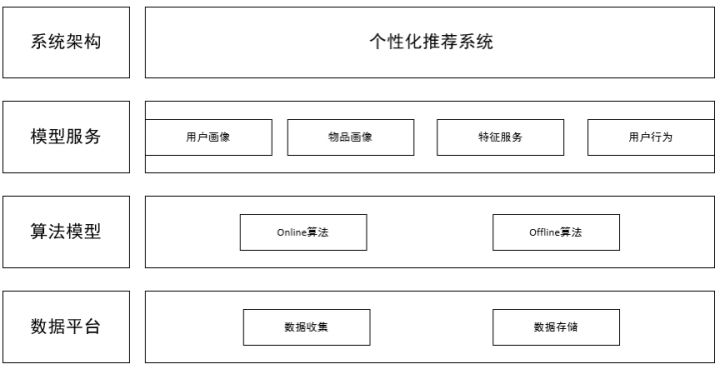 系统架构
个性化推荐系统
模型服务
用户画像
物品画像
特征服务
用户行为
算法模型
Online算法
Offline算法
数据平台
数据收集
数据存储